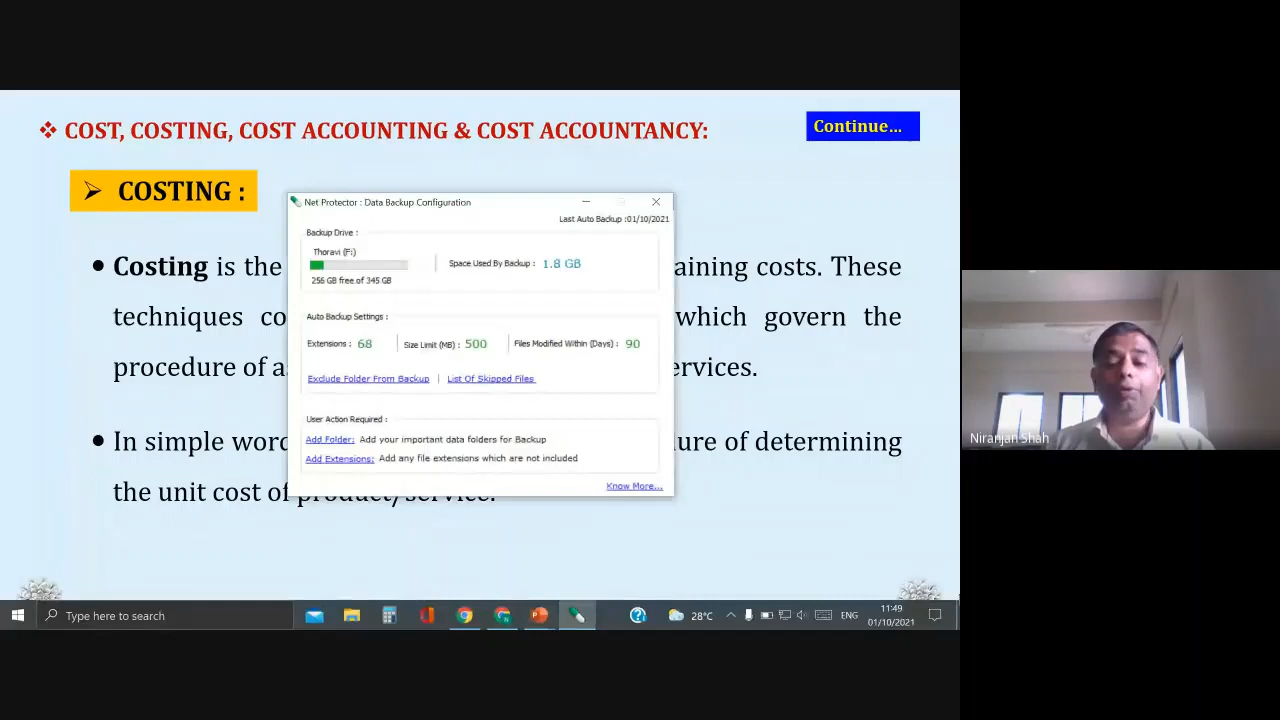 ❖ COST, COSTING, COST ACCOUNTING & COST ACCOUNTANCY:
Continue...
➢ COSTING :
Net Protector : Data Backup Configuration
Last Auto Backup :01/10/2021
Backup Drive :
Thoravi (F:)
Space Used By Backup : 1.8 GB
256 GB free of 345 GB
Auto Backup Settings :
Extensions : 68 Size Limit (MB) : 500 Files Modified Within (Days) : 90
Exclude Folder From Backup | List Of Skipped Files
User Action Required :
Add Folder: Add your important data folders for Backup
Add Extensions: Add any file extensions which are not included
Know More...
• Costing is the aining costs. These
techniques co which govern the
procedure of a ervices.
• In simple word ure of determining
the unit cost of product/service.
Niranjan Shah
Type here to search
28°C
ENG
11:49
01/10/2021